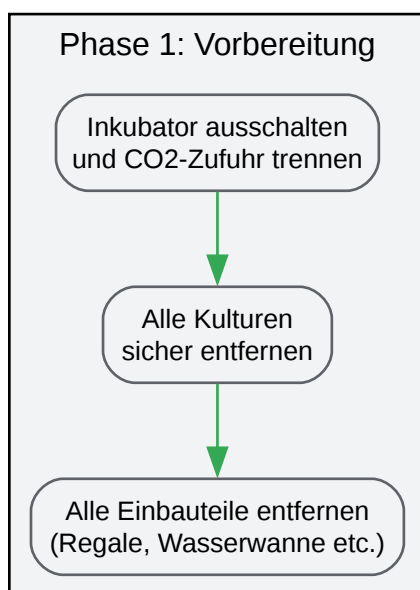 Phase 1: Vorbereitung
Inkubator ausschalten
und CO2-Zufuhr trennen
Alle Kulturen
sicher entfernen
Alle Einbauteile entfernen
(Regale, Wasserwanne etc.)